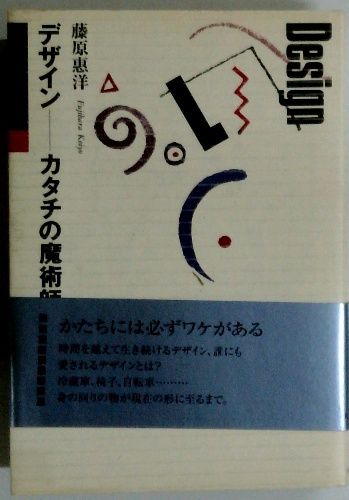 Design
藤原惠洋
Fujihara Keiyo
デザイン——カタチの魔術師
かたちには必ずワケがある
時間を越えて生き続けるデザイン、誰にも
愛されるデザインとは?
冷蔵庫、椅子、自転車………
身の回りの物が現在の形に至るまで。